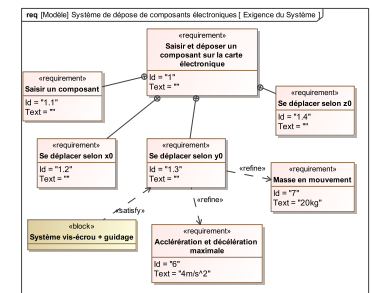 req [Modèle] Système de dépose de composants électroniques [ Exigence du Système ]
«requirement»
Saisir et déposer un
composant sur la carte
électronique
Id = "1"
Text = ""
«requirement»
Saisir un composant
Id = "1.1"
Text = ""
«requirement»
Se déplacer selon z0
Id = "1.4"
Text = ""
«requirement»
Se déplacer selon x0
Id = "1.2"
Text = ""
«requirement»
Se déplacer selon y0
Id = "1.3"
Text = ""
«refine»
«requirement»
Masse en mouvement
Id = "7"
Text = "20kg"
«refine»
«satisfy»
«block»
Système vis-écrou + guidage
«requirement»
Acclérération et décélération
maximale
Id = "6"
Text = "4m/s^2"